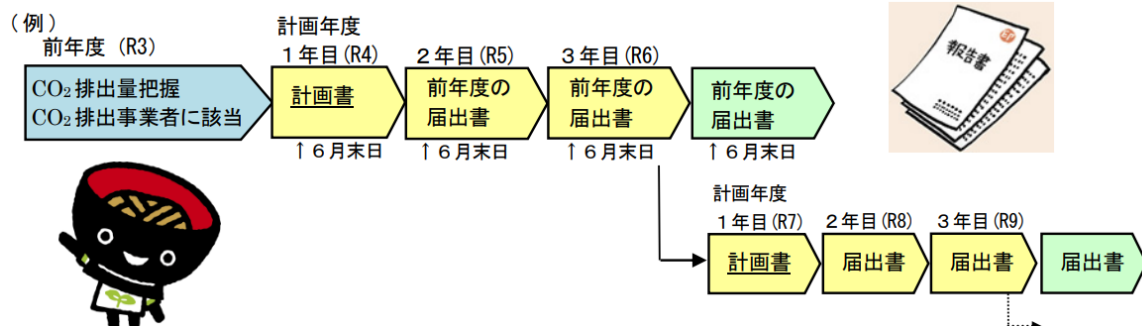 （例）
前年度（R3）
CO₂排出量把握
CO₂排出事業者に該当
計画年度
１年目(R4)
計画書
↑６月末日
２年目(R5)
前年度の
届出書
↑６月末日
３年目(R6)
前年度の
届出書
↑６月末日
前年度の
届出書
↑６月末日
報告書
計画年度
１年目(R7)
計画書
２年目(R8)
届出書
３年目(R9)
届出書
届出書